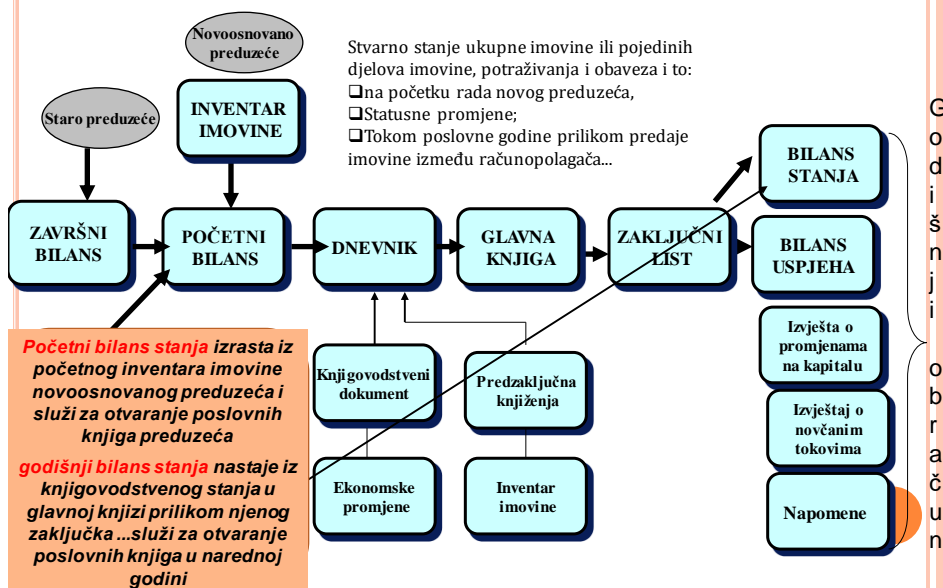 Novoosnovano
preduzeće
Staro preduzeće
INVENTAR
IMOVINE
Stvarno stanje ukupne imovine ili pojedinih
djelova imovine, potraživanja i obaveza i to:
❑na početku rada novog preduzeća,
❑Statusne promjene;
❑Tokom poslovne godine prilikom predaje
imovine između računopolagača...
ZAVRŠNI
BILANS
POČETNI
BILANS
DNEVNIK
GLAVNA
KNJIGA
ZAKLJUČNI
LIST
BILANS
STANJA
BILANS
USPJEHA
Izvješta o
promjenama
na kapitalu
Izvještaj o
novčanim
tokovima
Napomene
Godišnji obračun
Knjigovodstveni
dokument
Predzaključna
knjiženja
Ekonomske
promjene
Inventar
imovine
Početni bilans stanja izrasta iz
početnog inventara imovine
novoosnovanog preduzeća i
služi za otvaranje poslovnih
knjiga preduzeća
godišnji bilans stanja nastaje iz
knjigovodstvenog stanja u
glavnoj knjizi prilikom njenog
zaključka ...služi za otvaranje
poslovnih knjiga u narednoj
godini